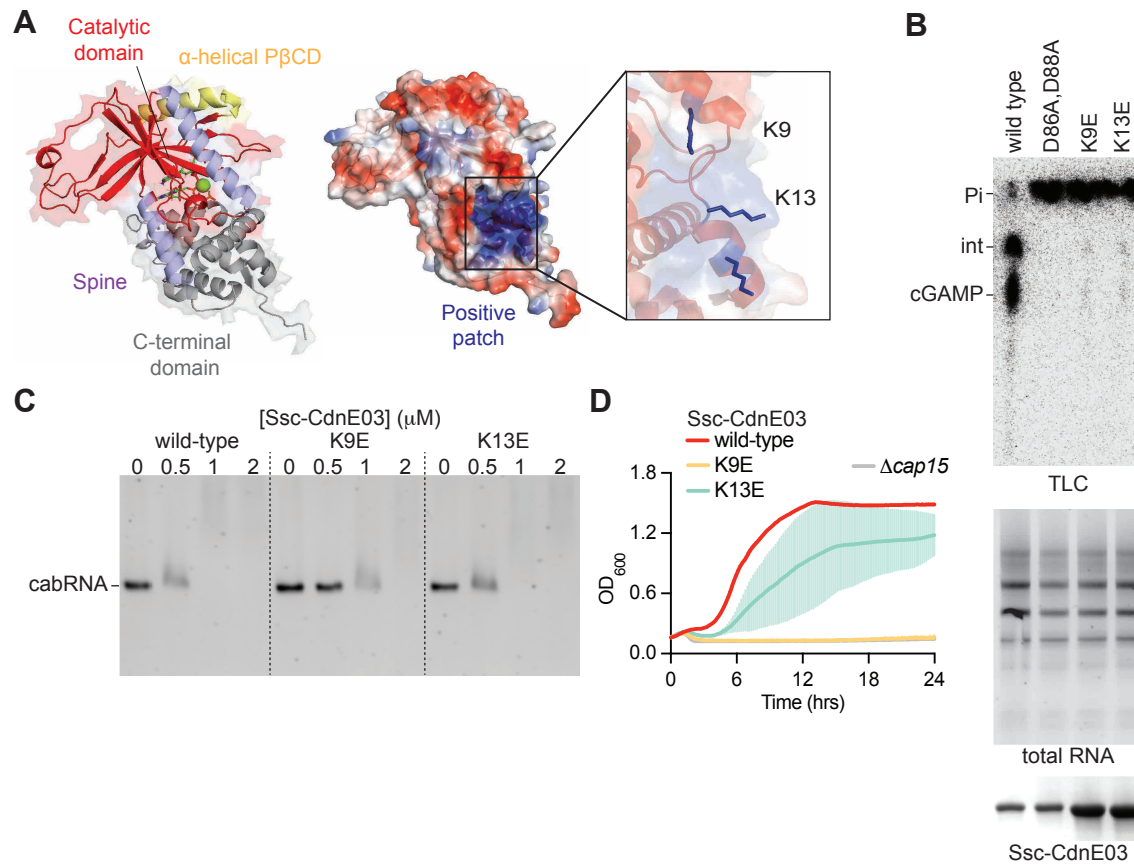 A
Catalytic
domain
α-helical PβCD
Spine
C-terminal
domain
Positive
patch
K9
K13
B
wild type
D86A,D88A
K9E
K13E
Pi
int
cGAMP
TLC
total RNA
Ssc-CdnE03
C
[Ssc-CdnE03] (μM)
wild-type K9E K13E
0 0.5 1 2 0 0.5 1 2 0 0.5 1 2
cabRNA
D
Ssc-CdnE03
wild-type
K9E Δcap15
K13E
1.8
1.2
0.6
0.0
OD600
0 6 12 18 24
Time (hrs)